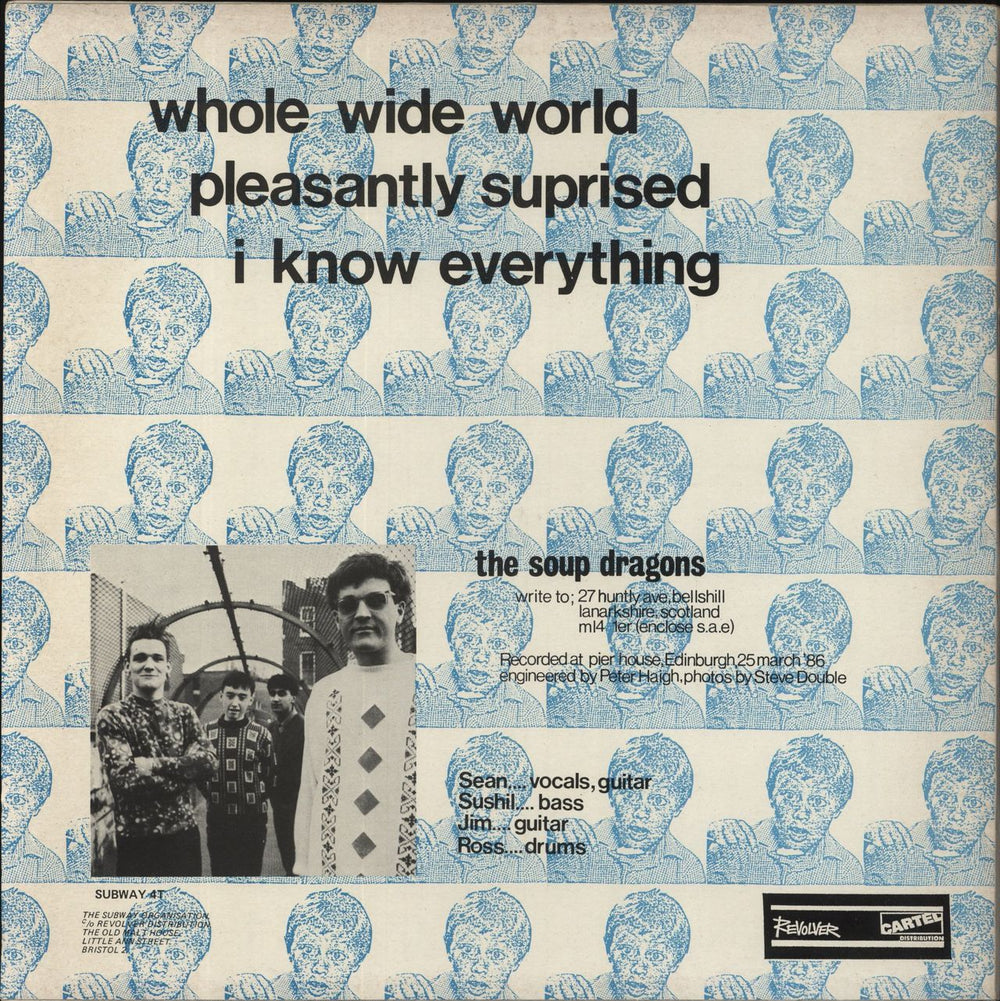 whole wide world
pleasantly suprised
i know everything
the soup dragons
write to; 27 huntly ave, bellshill
lanarkshire, scotland
ml4 1er (enclose s.a.e)
Recorded at pier house, Edinburgh, 25 march '86
engineered by Peter Haigh. photos by Steve Double
Sean.... vocals, guitar
Sushil.... bass
Jim.... guitar
Ross.... drums
SUBWAY 4T
THE SUBWAY ORGANISATION,
C/o REVOLVER DISTRIBUTION
THE OLD MALT HOUSE,
LITTLE ANN STREET,
BRISTOL 2.
REVOLVER
CARTEL
DISTRIBUTION